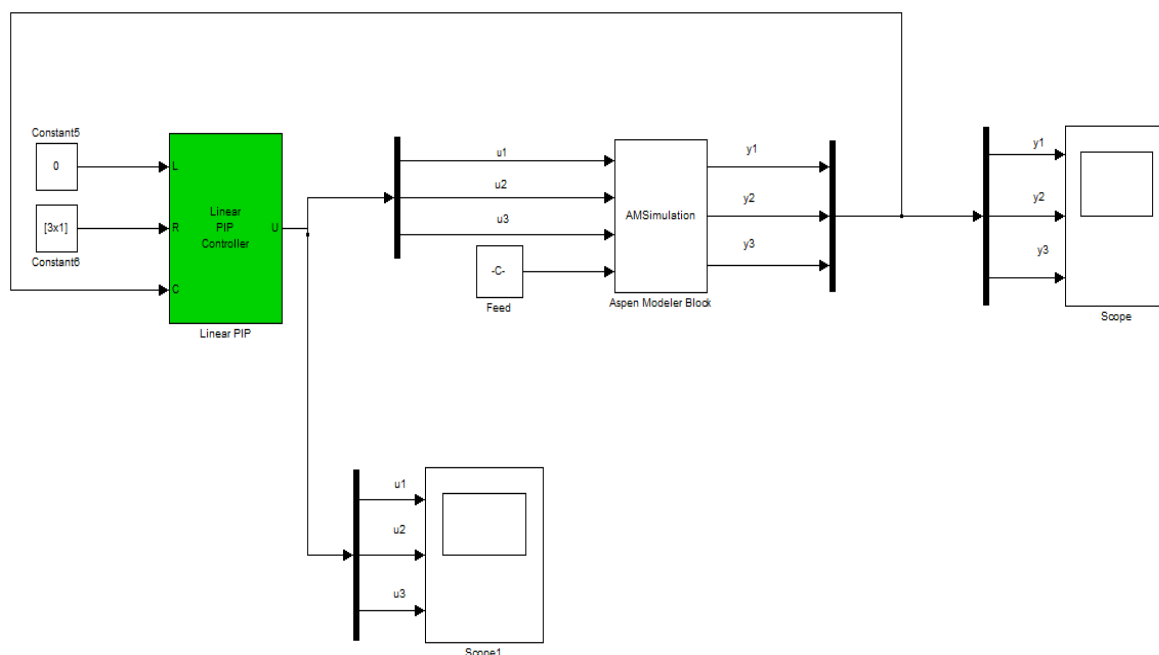 Constant5
0
L
[3x1]
R
Constant6
C
Linear
PIP
Controller
U
Linear PIP
u1
u2
u3
-C-
Feed
AMSimulation
Aspen Modeler Block
y1
y2
y3
y1
y2
y3
Scope
u1
u2
u3
Scope1